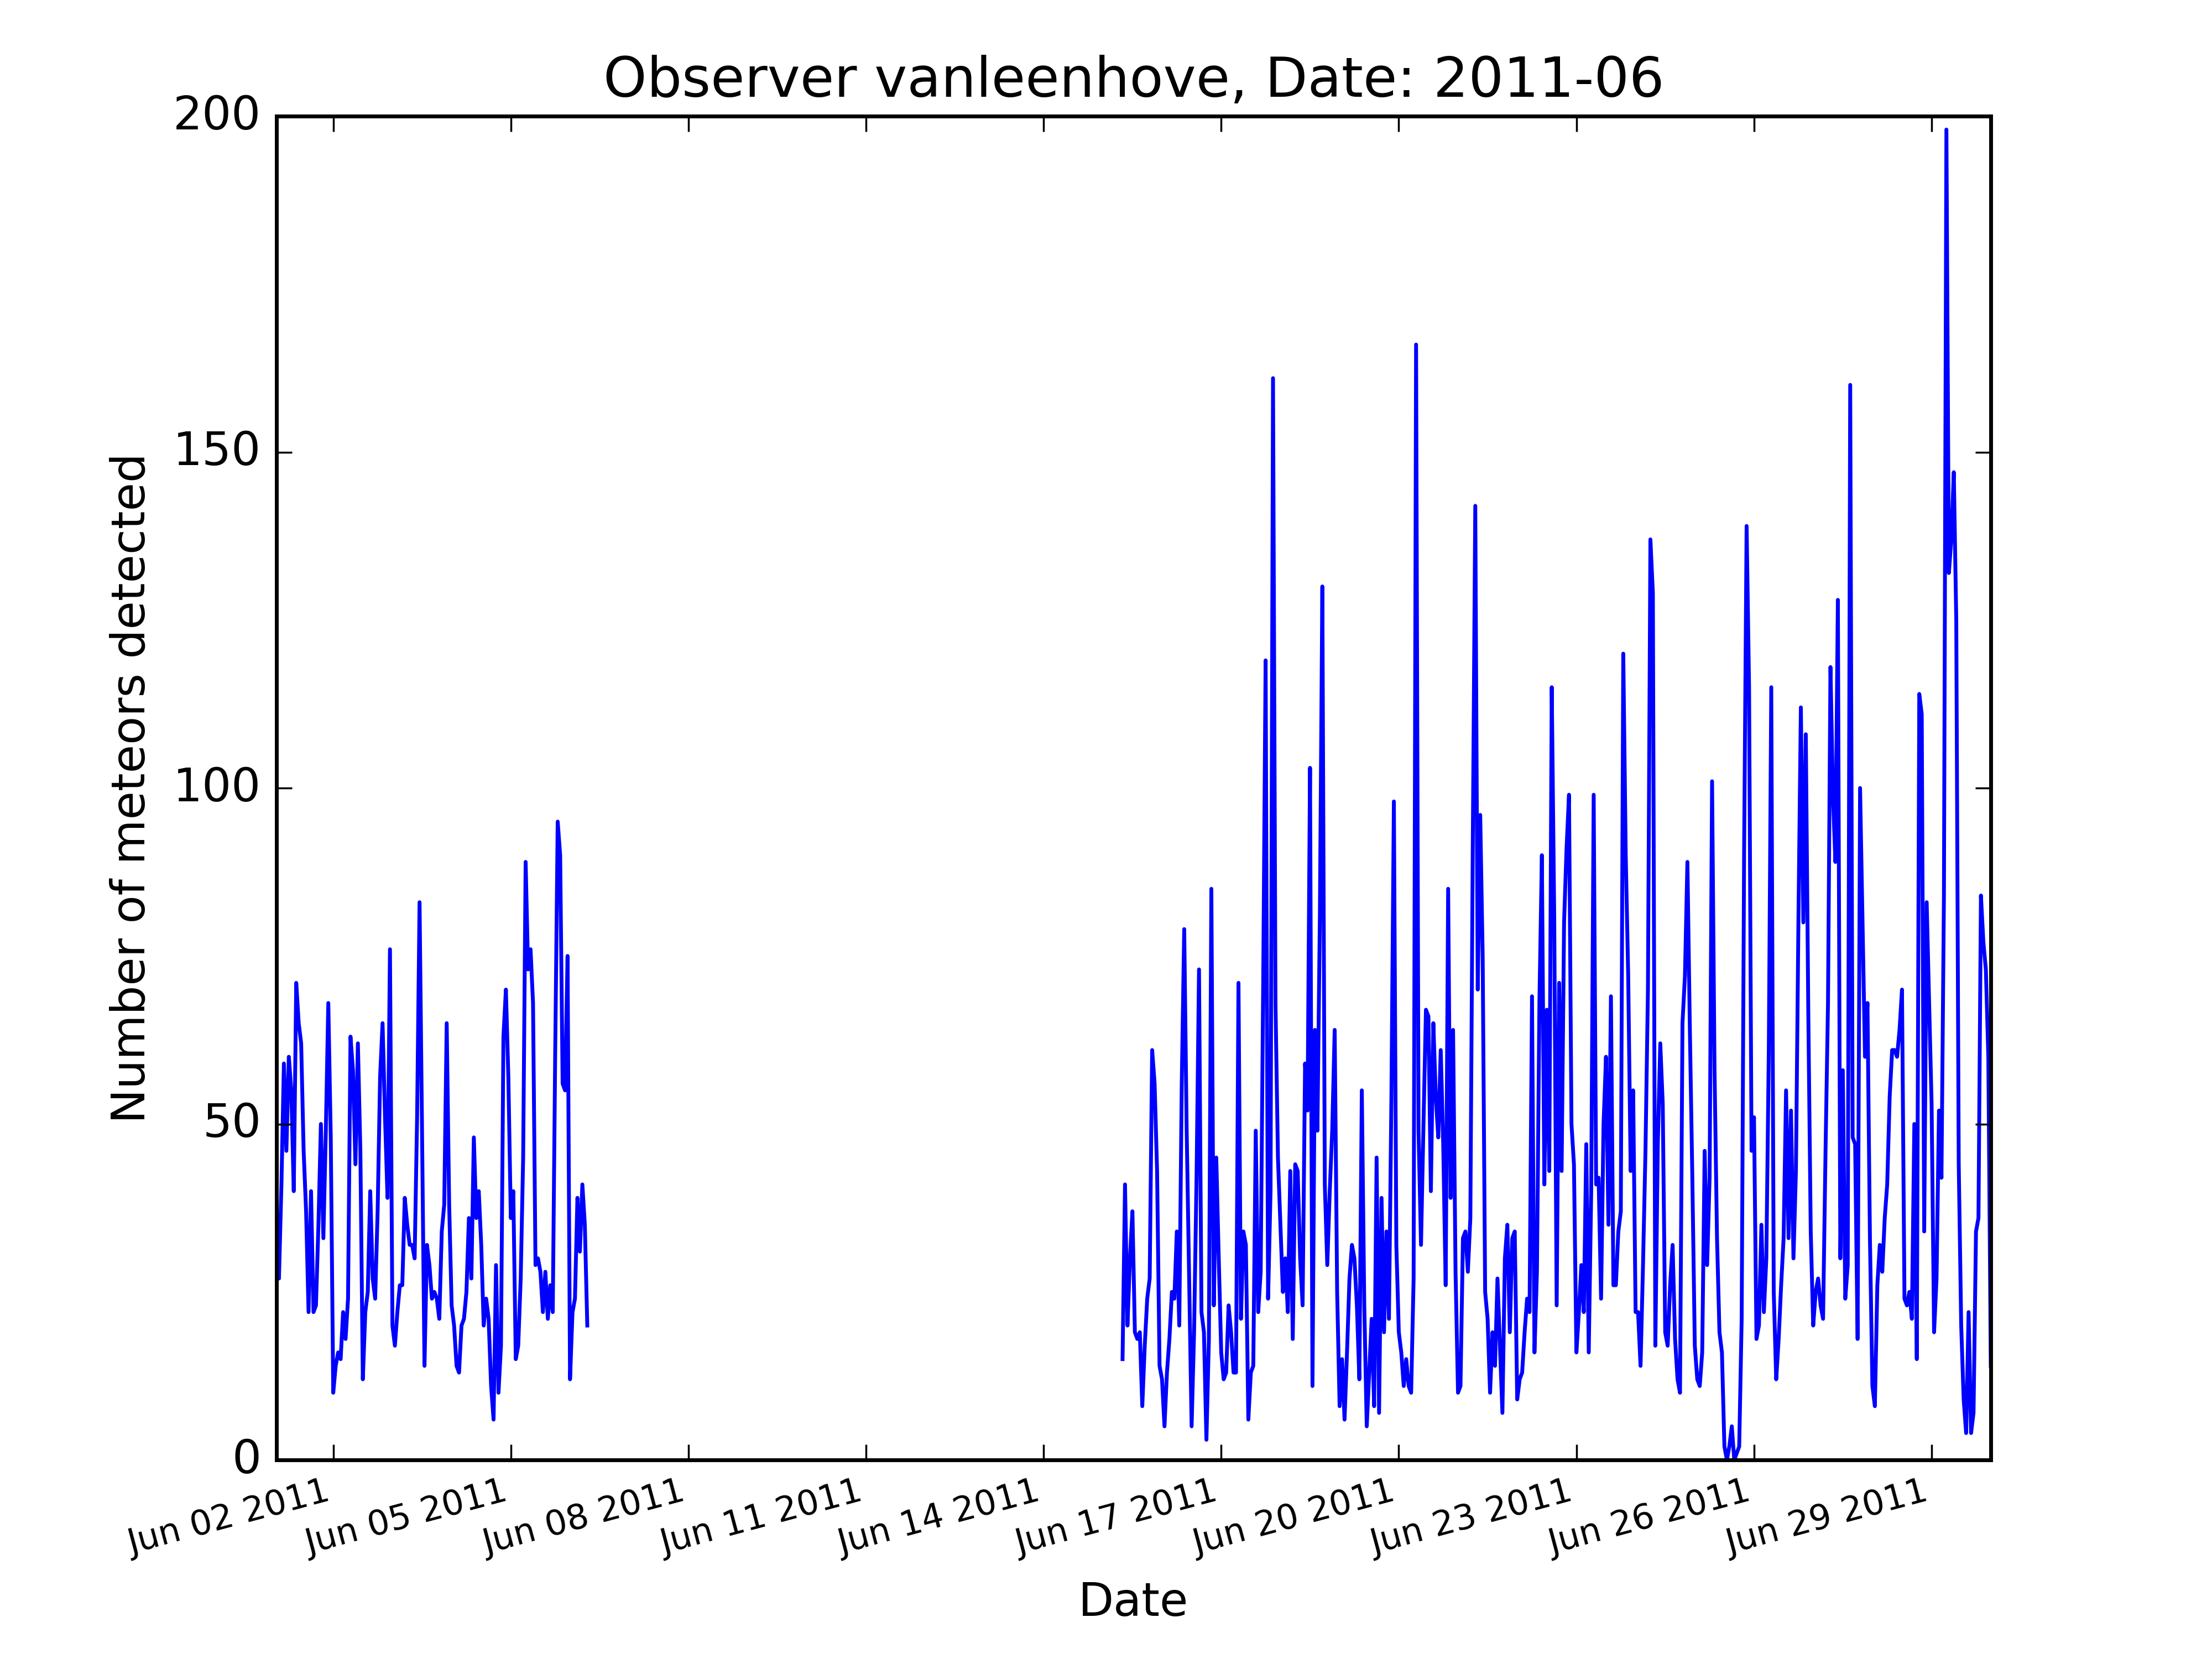 Observer vanleenhove, Date: 2011-06
200
150
100
50
0
Number of meteors detected
Jun 02 2011
Jun 05 2011
Jun 08 2011
Jun 11 2011
Jun 14 2011
Jun 17 2011
Jun 20 2011
Jun 23 2011
Jun 26 2011
Jun 29 2011
Date